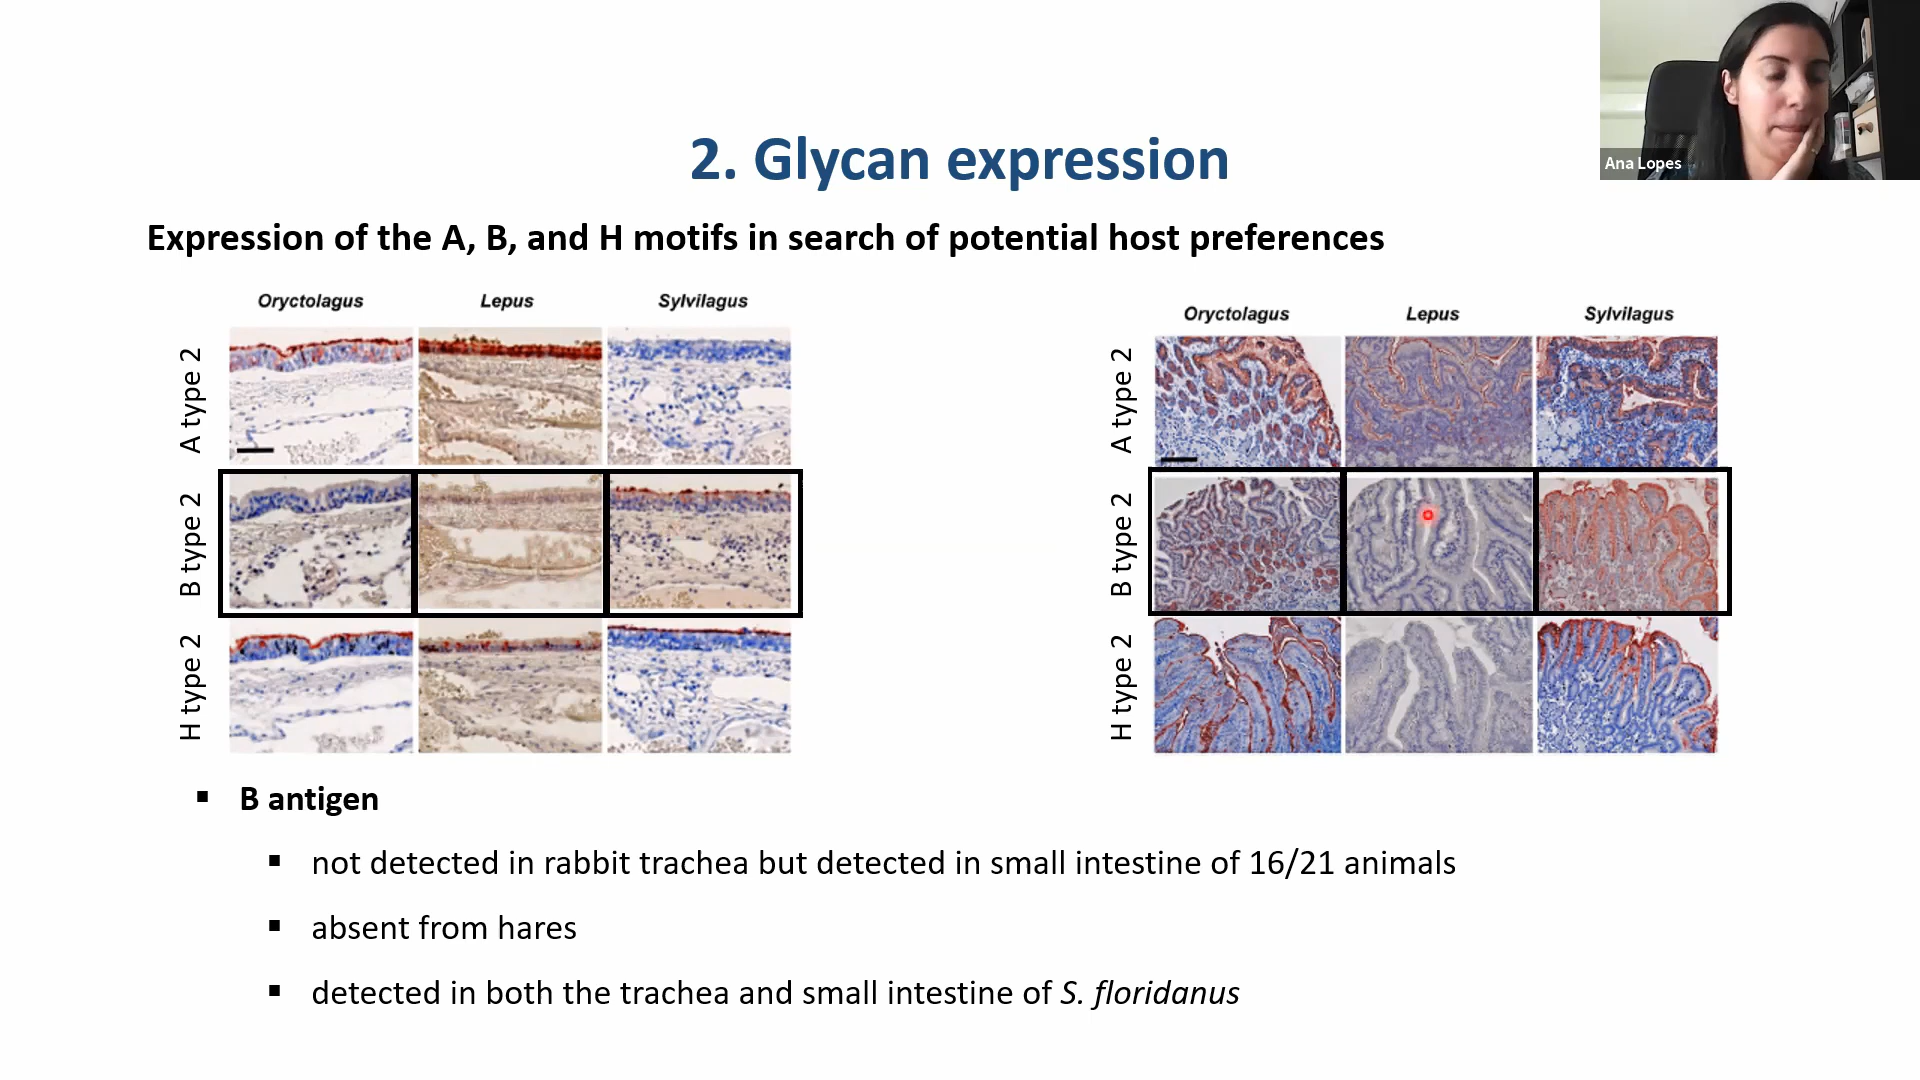 Ana Lopes
2. Glycan expression
Expression of the A, B, and H motifs in search of potential host preferences
Oryctolagus Lepus Sylvilagus
A type 2
B type 2
H type 2
Oryctolagus Lepus Sylvilagus
A type 2
B type 2
H type 2
▪ B antigen
▪ not detected in rabbit trachea but detected in small intestine of 16/21 animals
▪ absent from hares
▪ detected in both the trachea and small intestine of S. floridanus